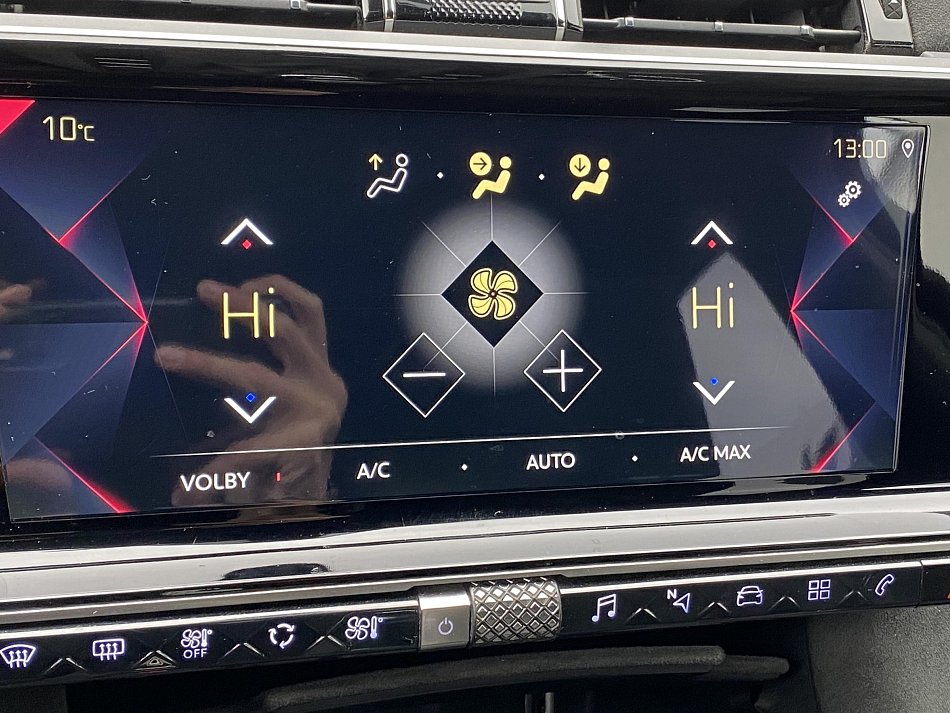 10°C
13:00
Hi
Hi
VOLBY A/C AUTO A/C MAX
N
OFF